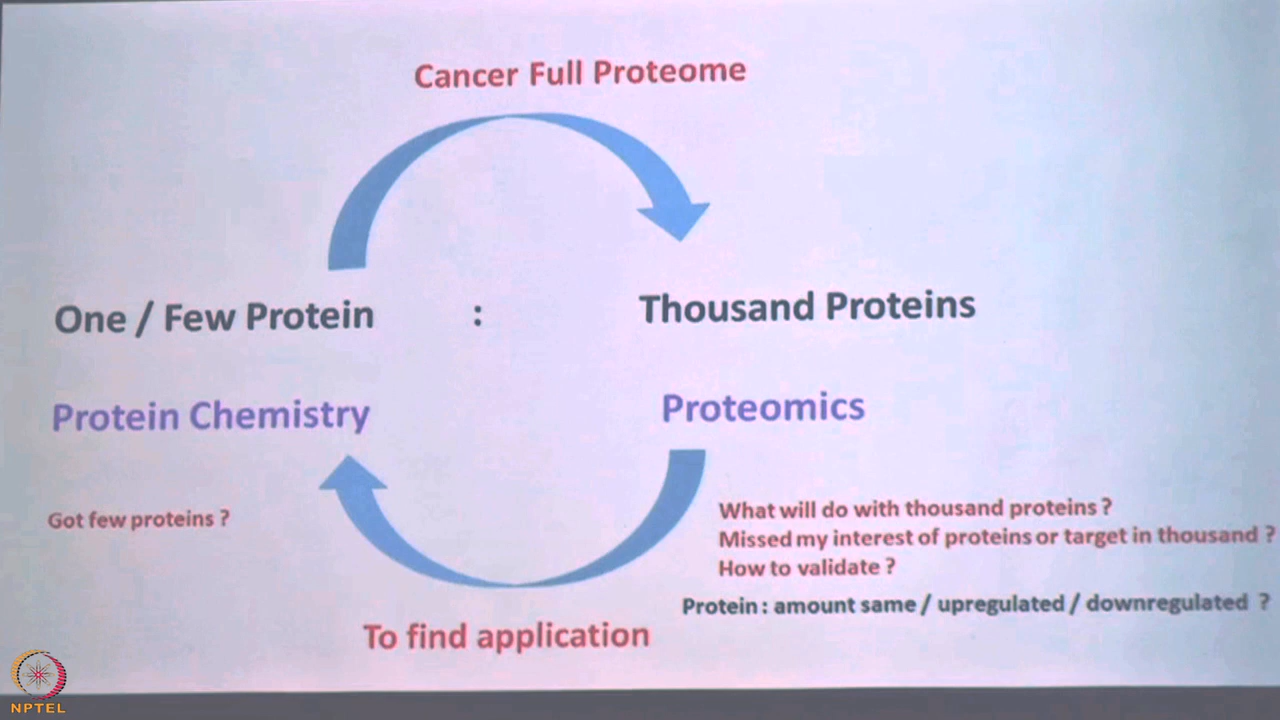 Cancer Full Proteome
One / Few Protein : Thousand Proteins
Protein Chemistry
Proteomics
Got few proteins ?
What will do with thousand proteins ?
Missed my interest of proteins or target in thousand ?
How to validate ?
Protein : amount same / upregulated / downregulated ?
To find application
NPTEL